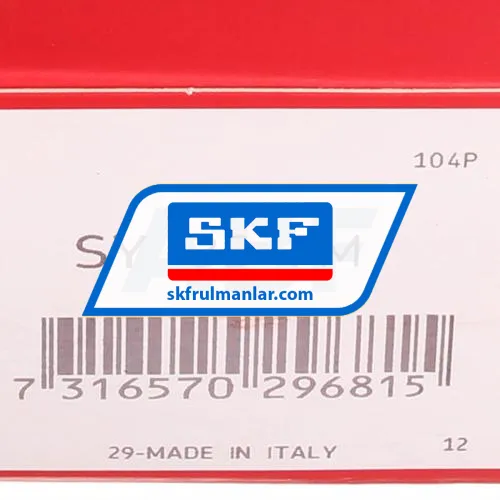 104P
SKF
skfrulmanlar.com
7 316570 296815
29-MADE IN ITALY
12